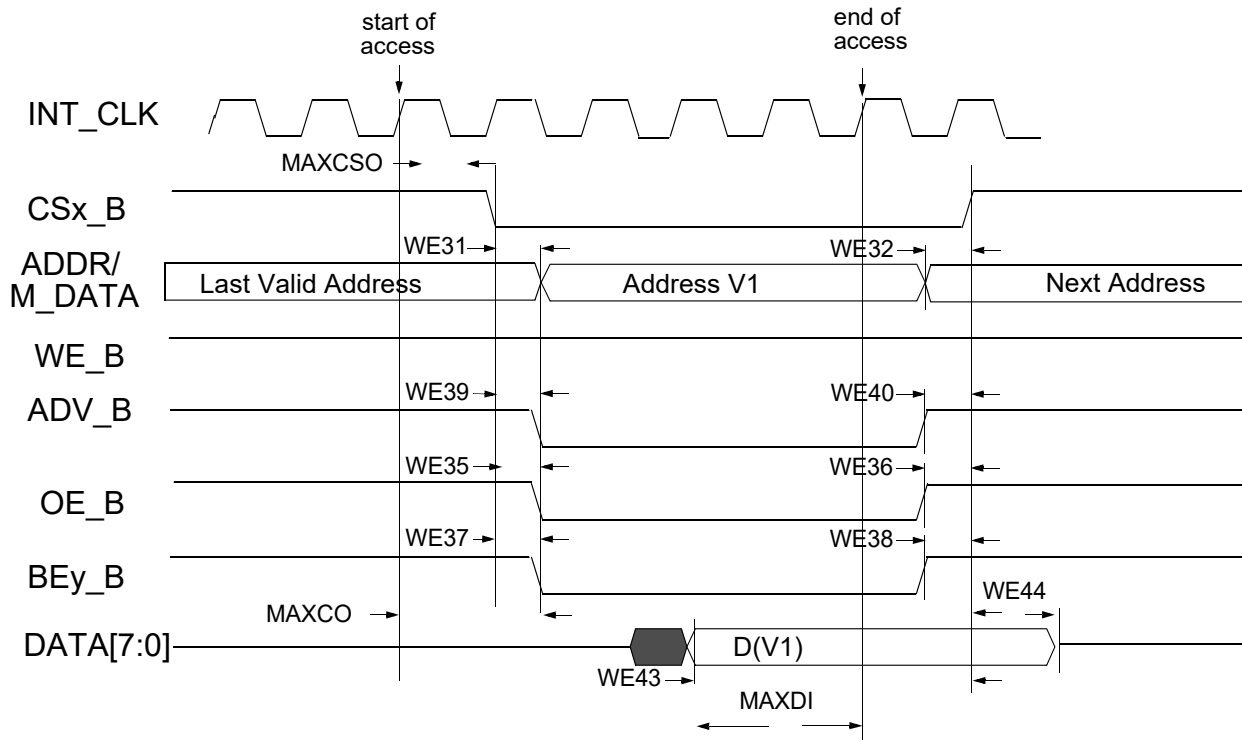 start of
access
end of
access
INT_CLK
MAXCSO
CSx_B
WE31
WE32
ADDR/
M_DATA
Last Valid Address
Address V1
Next Address
WE_B
WE39
WE40
ADV_B
WE35
WE36
OE_B
WE37
WE38
BEy_B
WE44
MAXCO
DATA[7:0]
D(V1)
WE43
MAXDI